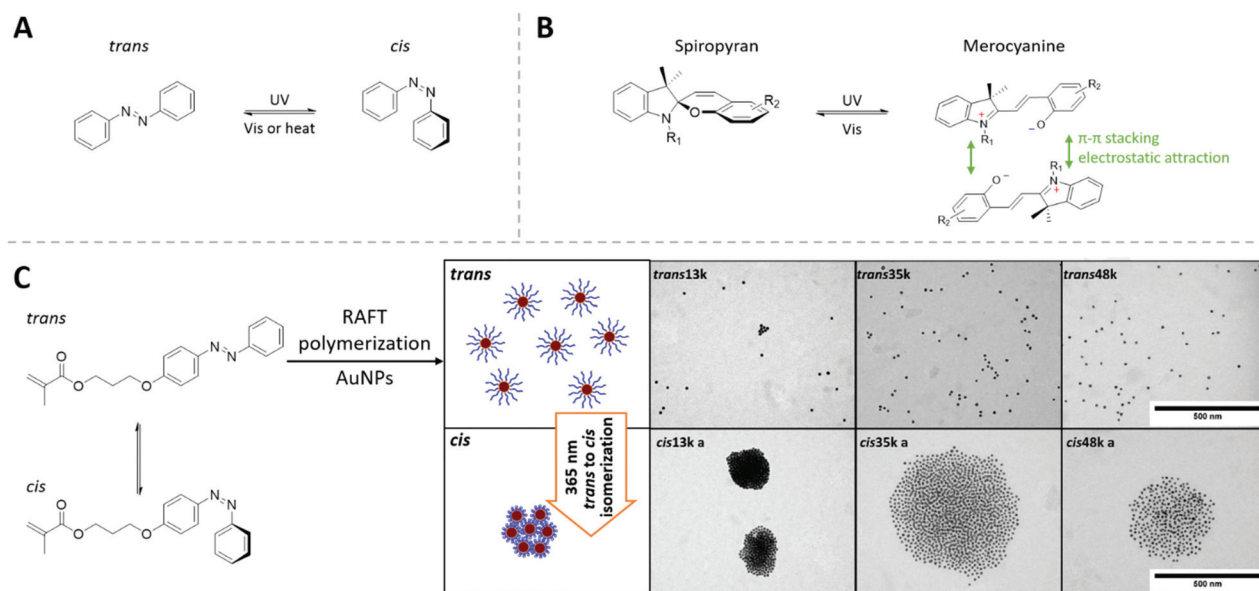 A
trans
cis
N
N
UV
Vis or heat
N
N
B
Spiropyran
Merocyanine
R2
O
N
R1
UV
Vis
R2
+
N
R1
O
−
π-π stacking
electrostatic attraction
R1
O
−
N
+
R2
C
trans
O
O
O
N
N
RAFT
polymerization
AuNPs
cis
O
O
O
N
N
trans
trans13k
trans35k
trans48k
500 nm
cis
365 nm
trans to cis
isomerization
cis13k a
cis35k a
cis48k a
500 nm